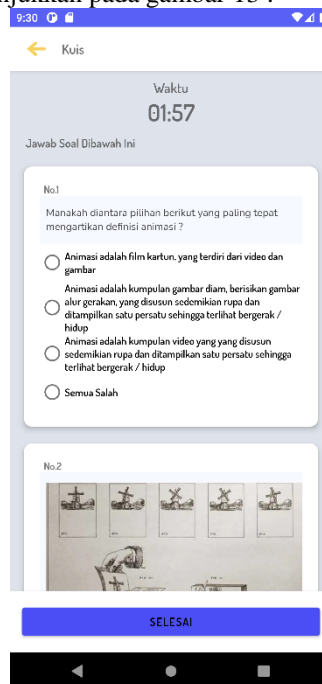 njukkan pada gambar 13 .
9:30
Kuis
Waktu
01:57
Jawab Soal Dibawah Ini
No.1
Manakah diantara pilihan berikut yang paling tepat
mengartikan definisi animasi ?
Animasi adalah film kartun, yang terdiri dari video dan
gambar
Animasi adalah kumpulan gambar diam, berisikan gambar
alur gerakan, yang disusun sedemikian rupa dan
ditampilkan satu persatu sehingga terlihat bergerak /
hidup
Animasi adalah kumpulan video yang yang disusun
sedemikian rupa dan ditampilkan satu persatu sehingga
terlihat bergerak / hidup
Semua Salah
No.2
SELESAI